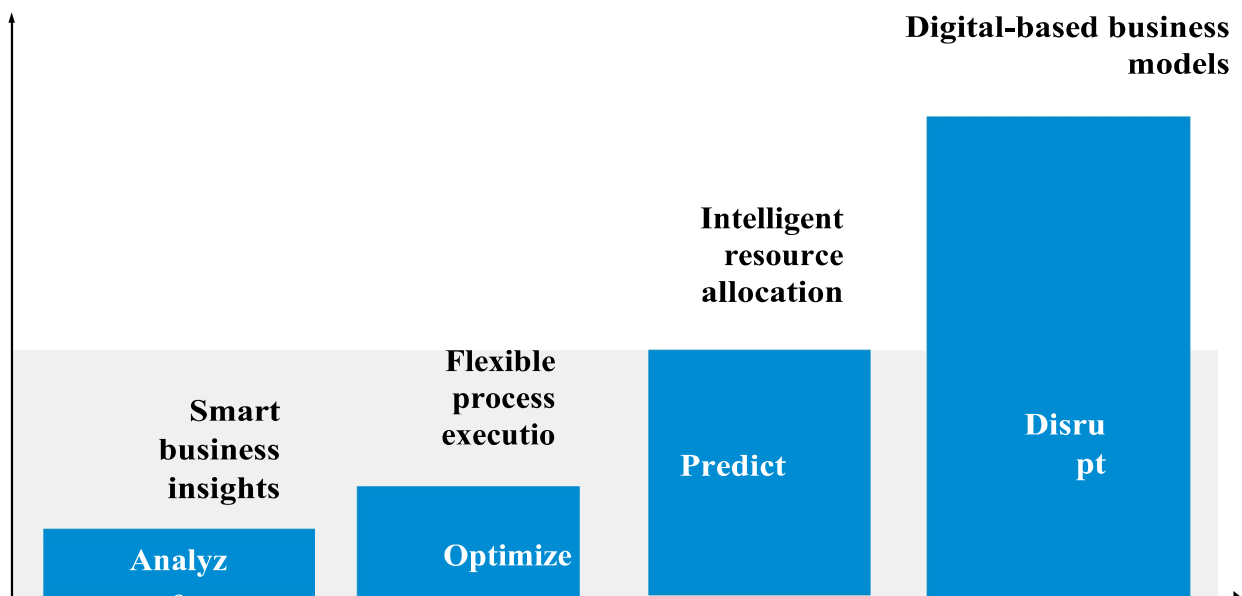 Digital-based business
models
Intelligent
resource
allocation
Flexible
process
executio
Smart
business
insights
Disru
pt
Predict
Optimize
Analyz